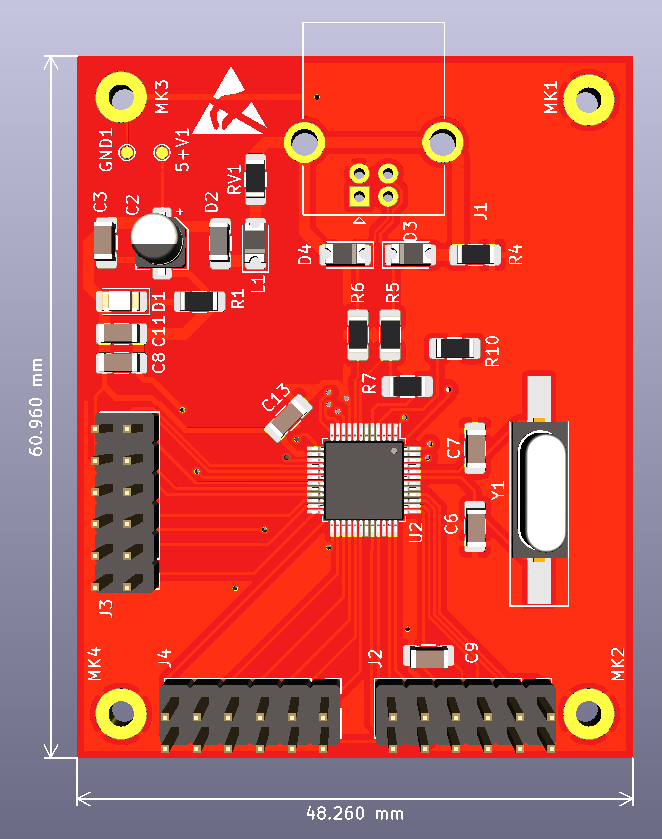 MK3
MK1
GND1
5+V1
RV1
C3
C2
+
D2
J1
D4
D3
R4
L1
D1
R1
R6
R5
C11
C8
R10
R7
C13
60.960 mm
C7
Y1
C6
U2
J3
MK4
J4
J2
C9
MK2
48.260 mm